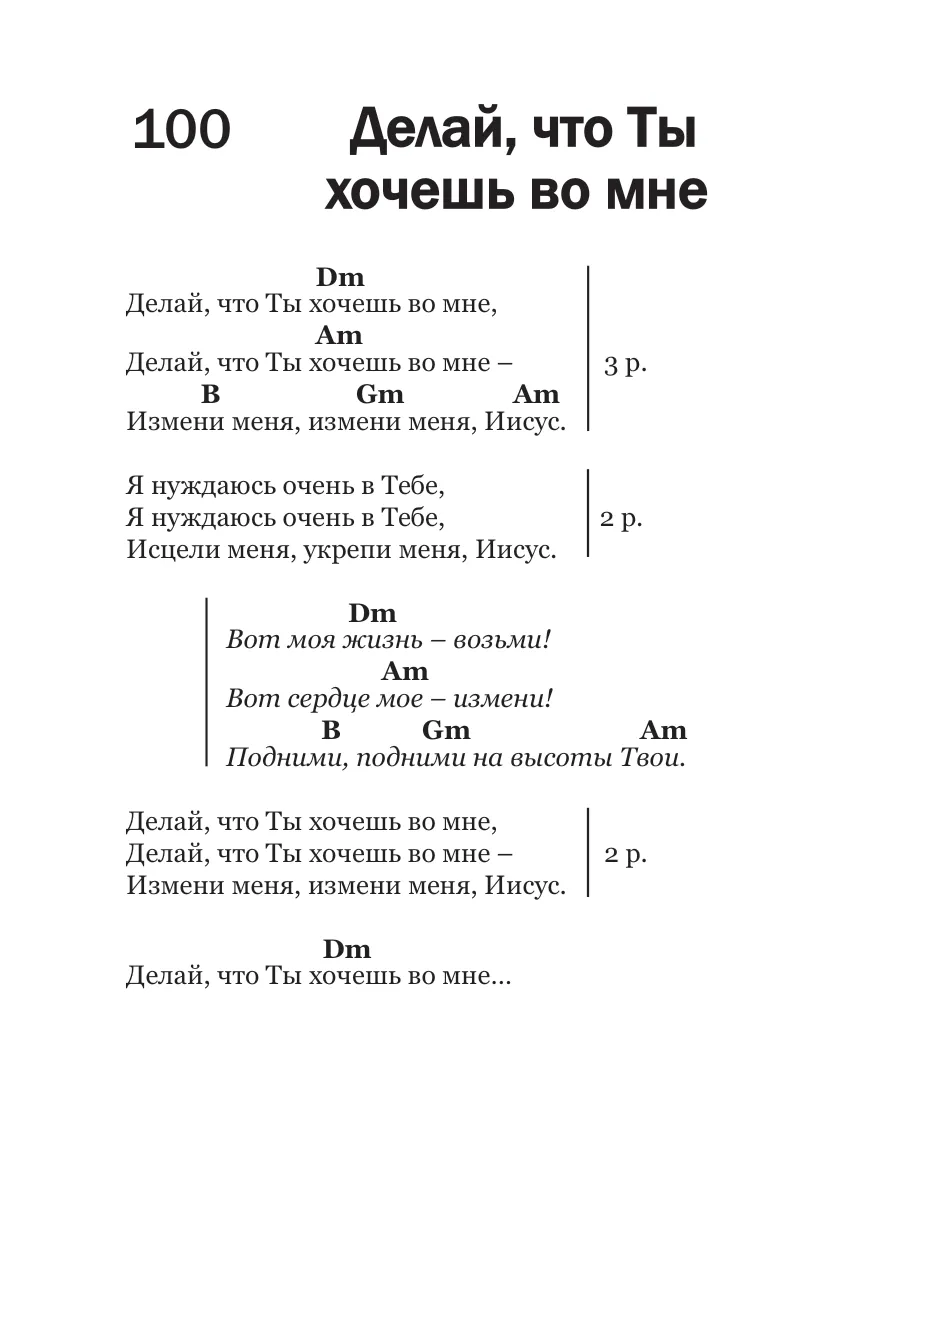 100
Делай, что Ты
хочешь во мне
Dm
Делай, что Ты хочешь во мне,
Am
Делай, что Ты хочешь во мне –
3 р.
B Gm Am
Измени меня, измени меня, Иисус.
Я нуждаюсь очень в Тебе,
Я нуждаюсь очень в Тебе,
2 р.
Исцели меня, укрепи меня, Иисус.
Dm
Вот моя жизнь – возьми!
Am
Вот сердце мое – измени!
B Gm Am
Подними, подними на высоты Твои.
Делай, что Ты хочешь во мне,
Делай, что Ты хочешь во мне –
2 р.
Измени меня, измени меня, Иисус.
Dm
Делай, что Ты хочешь во мне...